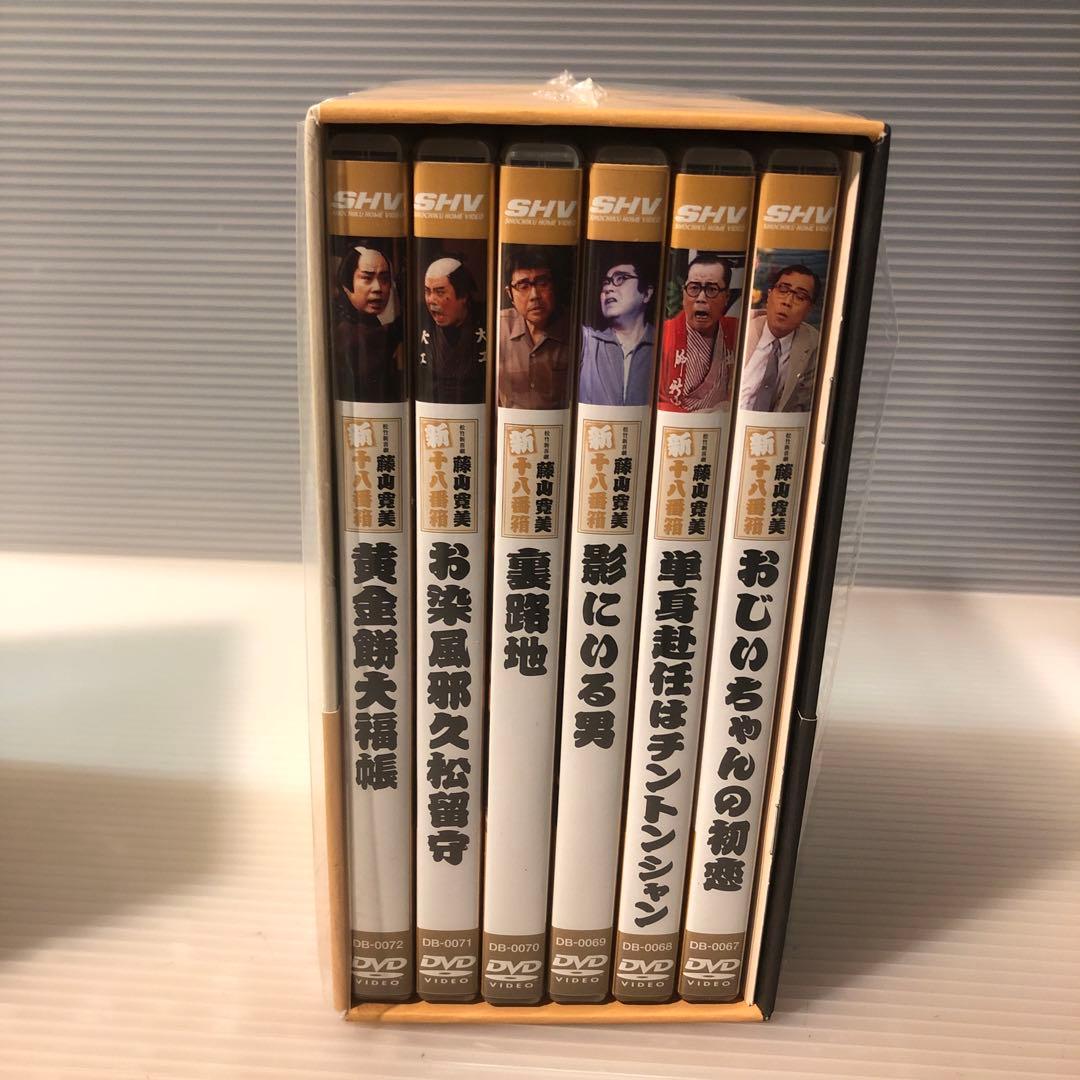 SHV
SHOCHIKU HOME VIDEO
大工
松竹新喜劇
藤山寛美
新十八番箱
黄金餅大福帳
DB-0072
DVD
VIDEO
SHV
SHOCHIKU HOME VIDEO
大工
松竹新喜劇
藤山寛美
新十八番箱
お染風邪久松留守
DB-0071
DVD
VIDEO
SHV
SHOCHIKU HOME VIDEO
松竹新喜劇
藤山寛美
新十八番箱
裏路地
DB-0070
DVD
VIDEO
SHV
SHOCHIKU HOME VIDEO
松竹新喜劇
藤山寛美
新十八番箱
影にいる男
DB-0069
DVD
VIDEO
SHV
SHOCHIKU HOME VIDEO
松竹新喜劇
藤山寛美
新十八番箱
単身赴任はチントンシャン
DB-0068
DVD
VIDEO
SHV
SHOCHIKU HOME VIDEO
松竹新喜劇
藤山寛美
新十八番箱
おじいちゃんの初恋
DB-0067
DVD
VIDEO